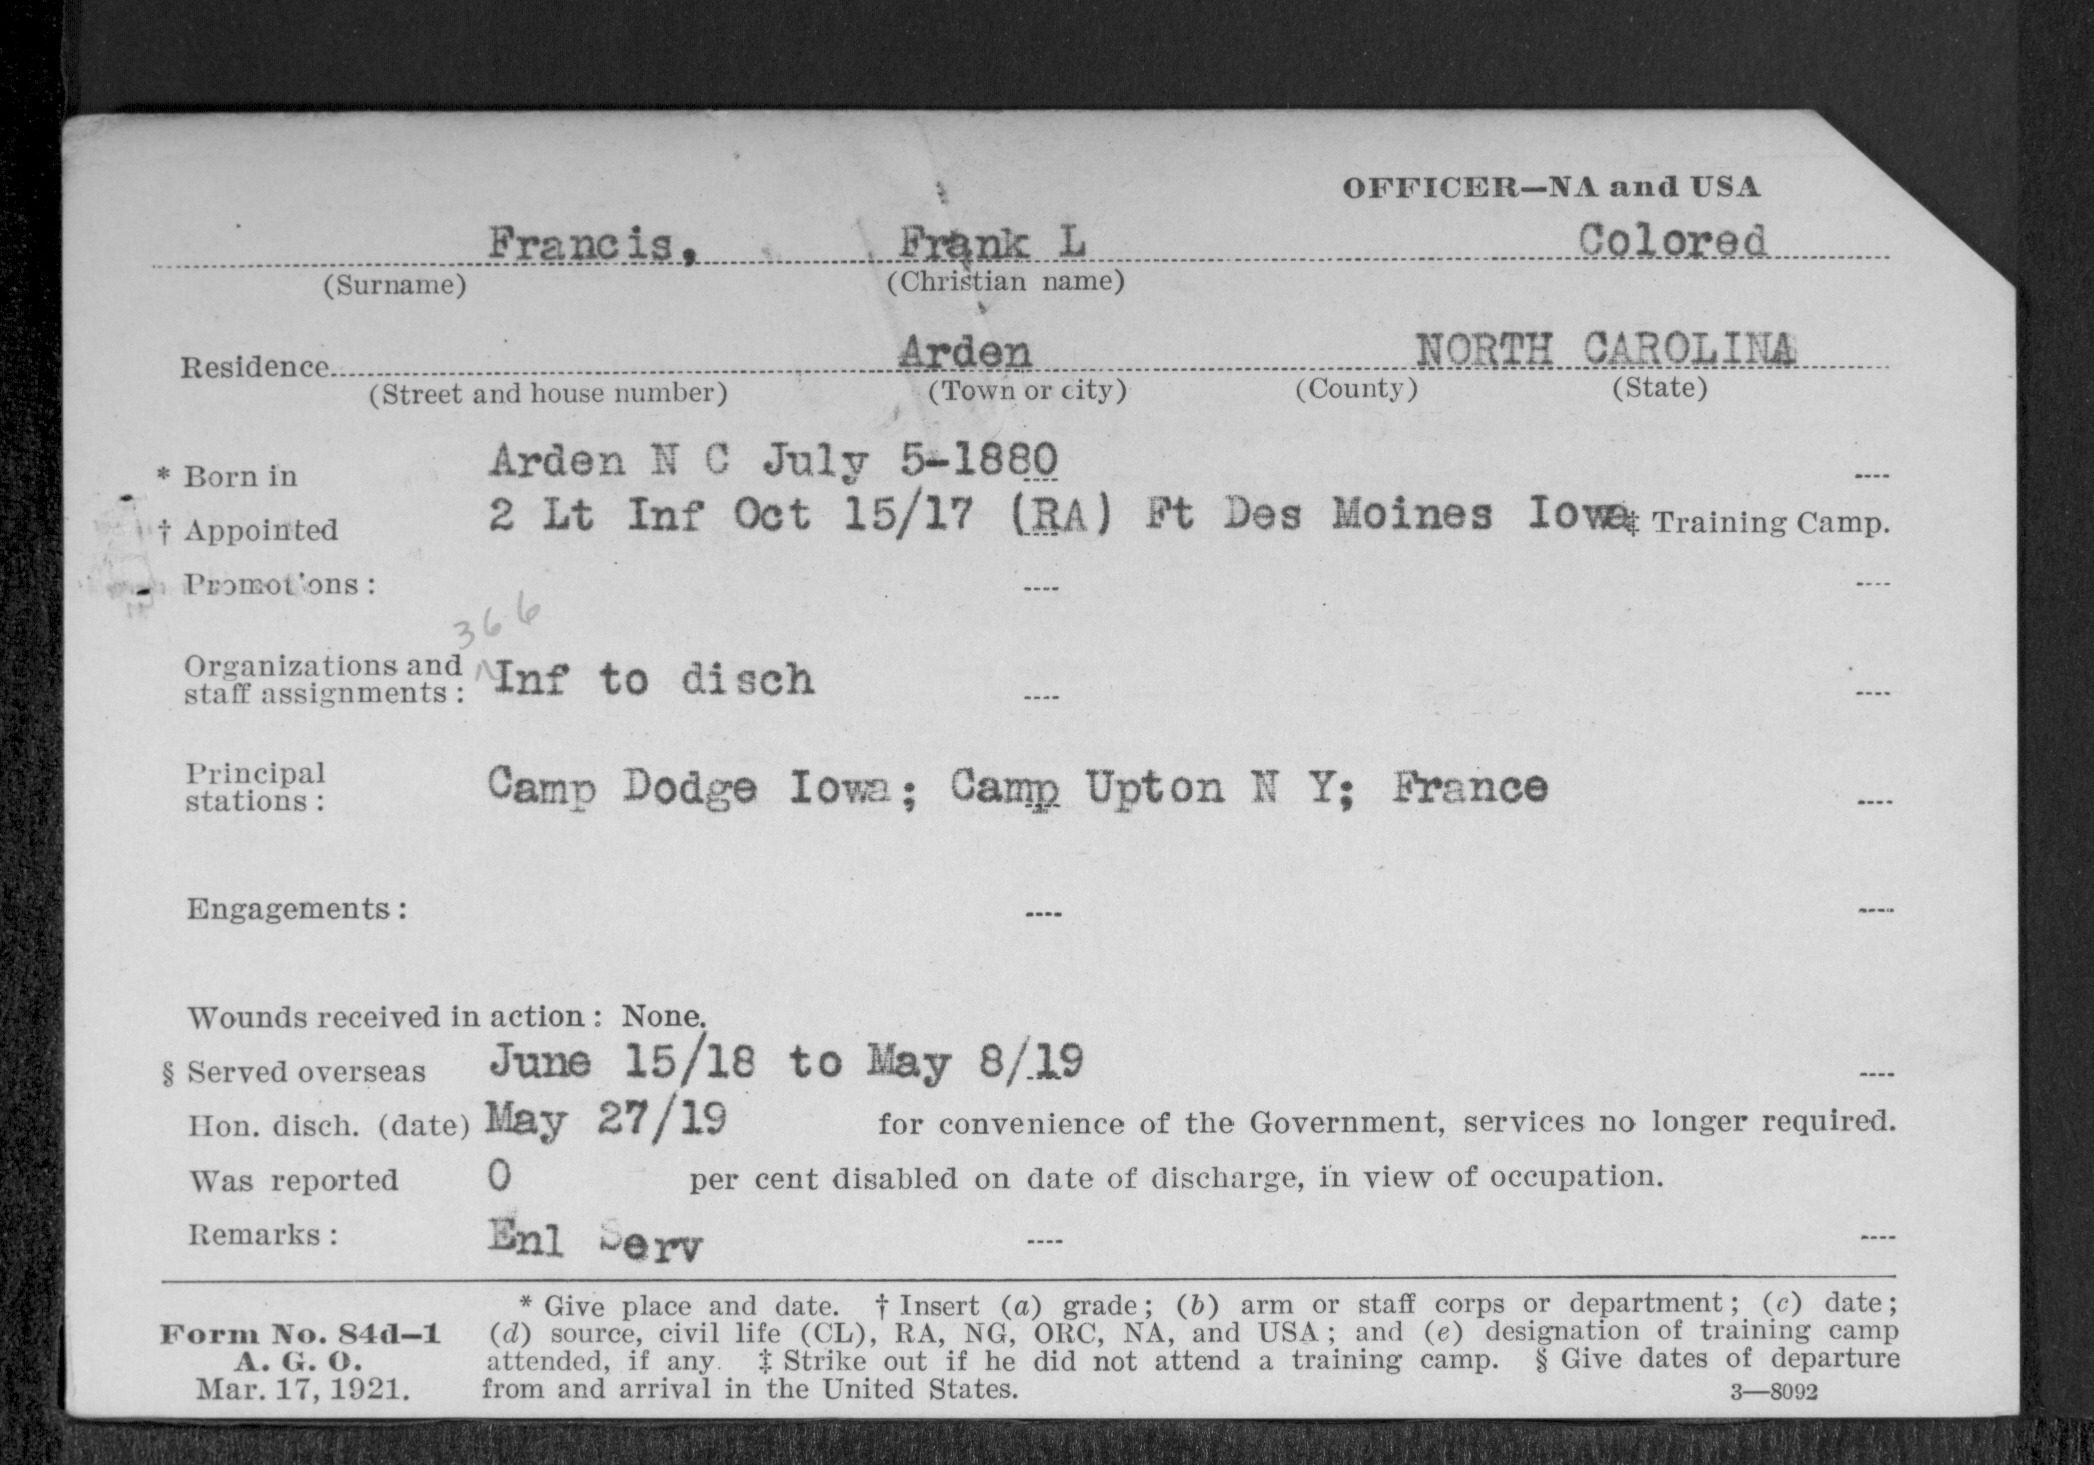 OFFICER—NA and USA
Francis, Frank L Colored
(Surname) (Christian name)
Residence Arden NORTH CAROLINA
(Street and house number) (Town or city) (County) (State)
* Born in Arden N C July 5-1880
† Appointed 2 Lt Inf Oct 15/17 (RA) Ft Des Moines Iowa ‡ Training Camp.
Promotions:
366
Organizations and
staff assignments: Inf to disch
Principal
stations: Camp Dodge Iowa; Camp Upton N Y; France
Engagements:
Wounds received in action: None.
§ Served overseas June 15/18 to May 8/19
Hon. disch. (date) May 27/19 for convenience of the Government, services no longer required.
Was reported 0 per cent disabled on date of discharge, in view of occupation.
Remarks: Enl Serv
* Give place and date. † Insert (a) grade; (b) arm or staff corps or department; (c) date;
Form No. 84d–1 (d) source, civil life (CL), RA, NG, ORC, NA, and USA; and (e) designation of training camp
A. G. O. attended, if any. ‡ Strike out if he did not attend a training camp. § Give dates of departure
Mar. 17, 1921. from and arrival in the United States. 3—8092